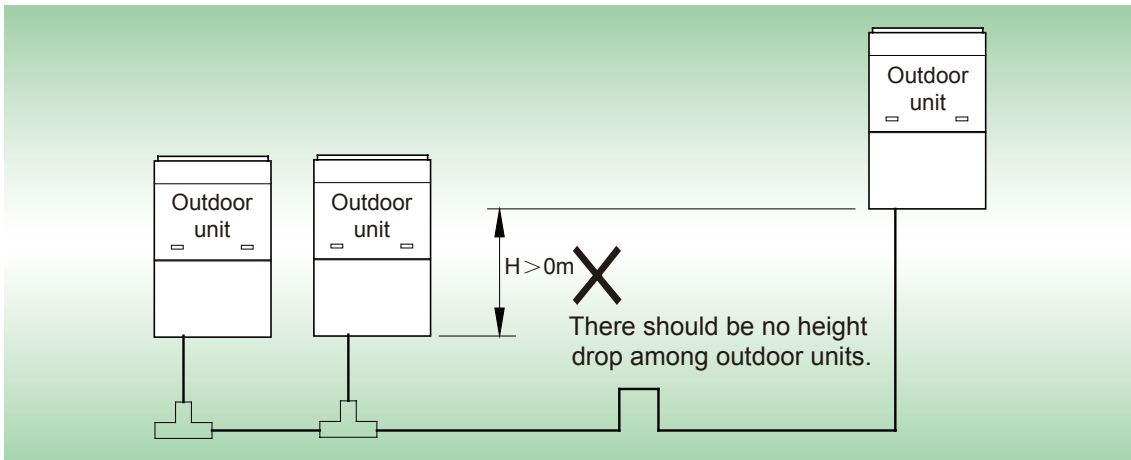 Outdoor
unit
Outdoor
unit
Outdoor
unit
H＞0m
There should be no height
drop among outdoor units.